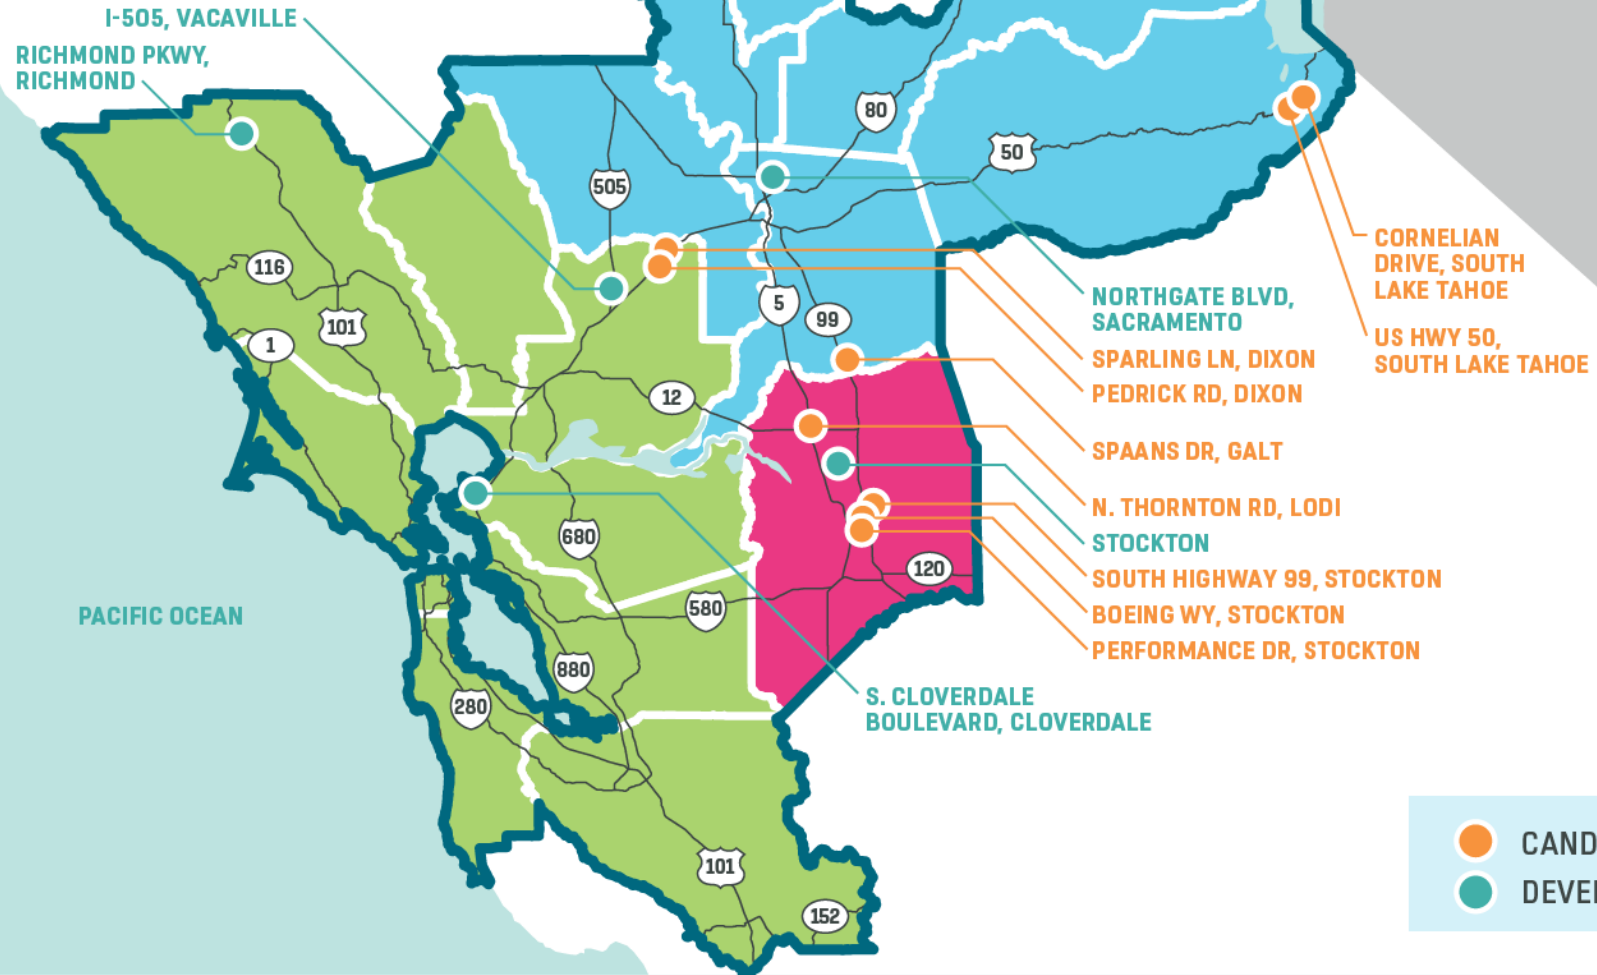 I-505, VACAVILLE
RICHMOND PKWY,
RICHMOND
80
50
505
116
101
1
5
99
12
CORNELIAN
DRIVE, SOUTH
LAKE TAHOE
NORTHGATE BLVD,
SACRAMENTO
US HWY 50,
SOUTH LAKE TAHOE
SPARLING LN, DIXON
PEDRICK RD, DIXON
SPAANS DR, GALT
N. THORNTON RD, LODI
STOCKTON
SOUTH HIGHWAY 99, STOCKTON
BOEING WY, STOCKTON
PERFORMANCE DR, STOCKTON
680
120
580
PACIFIC OCEAN
880
280
S. CLOVERDALE
BOULEVARD, CLOVERDALE
101
152
CAND
DEVE